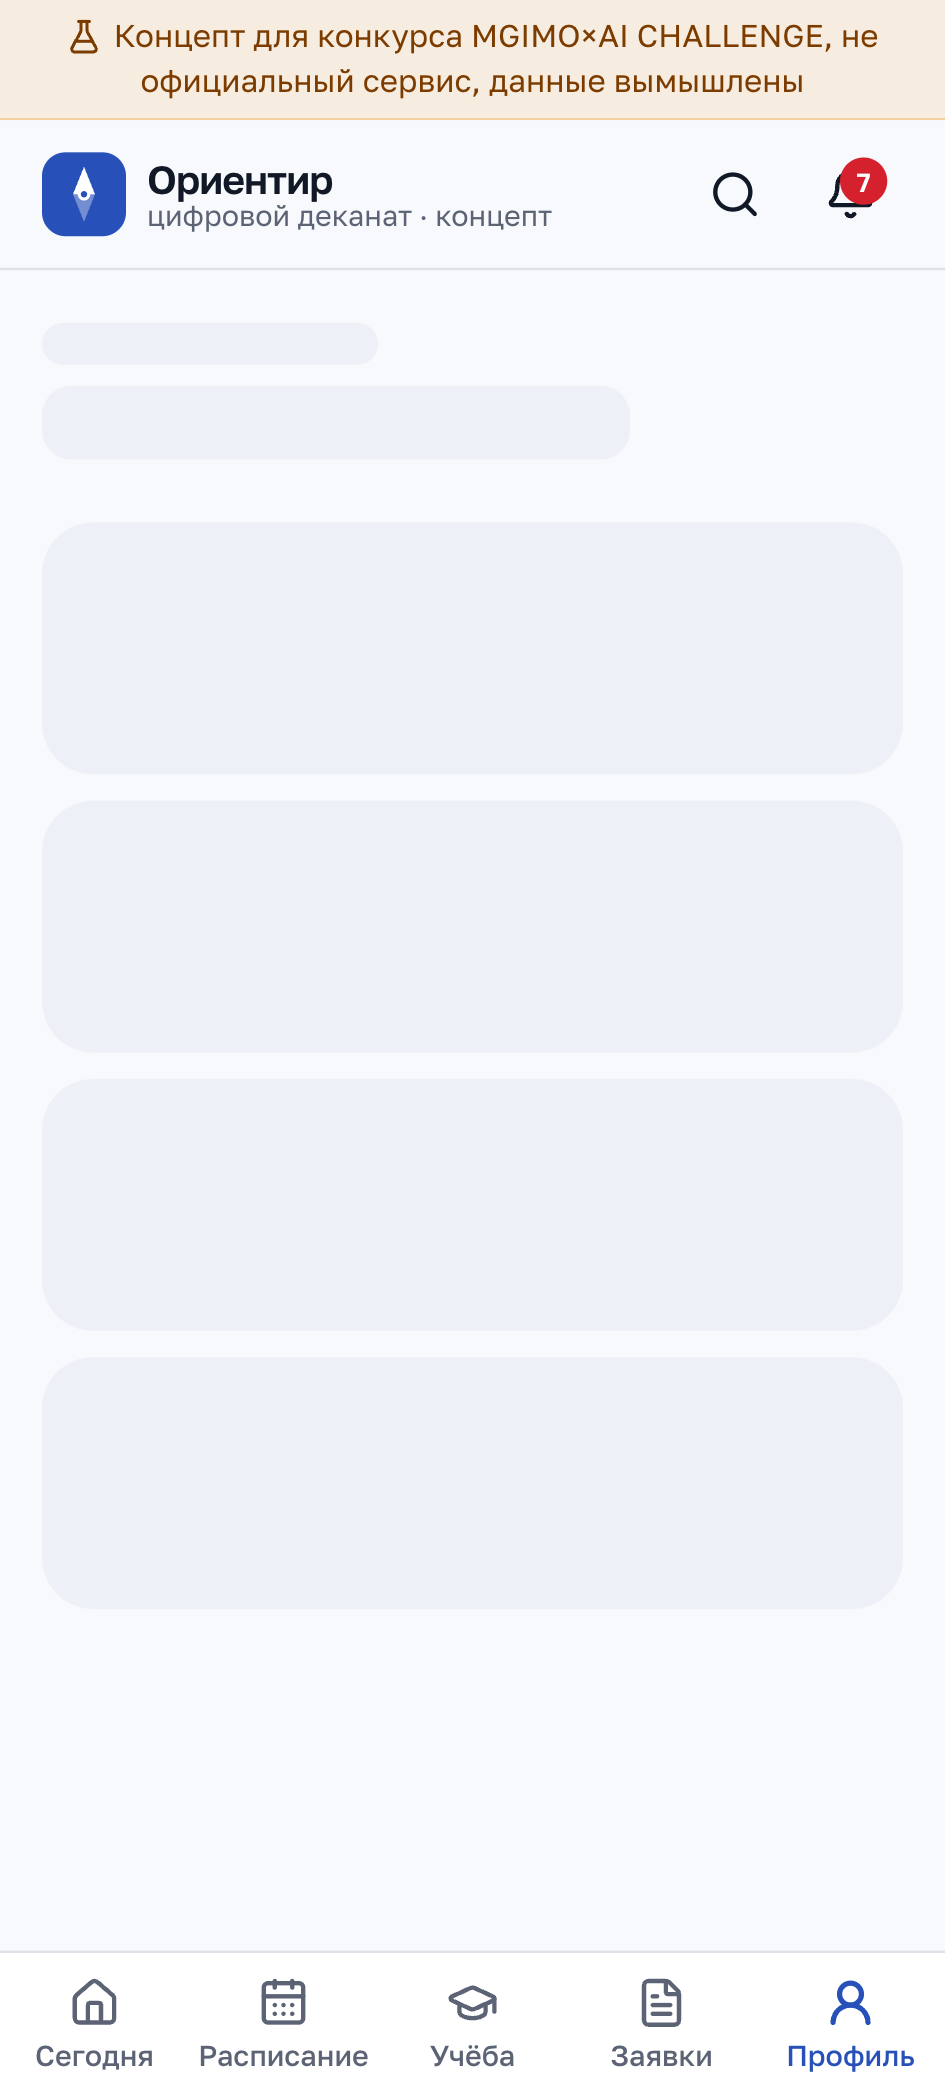 Концепт для конкурса MGIMO×AI CHALLENGE, не
официальный сервис, данные вымышлены
Ориентир
цифровой деканат · концепт
7
Сегодня
Расписание
Учёба
Заявки
Профиль